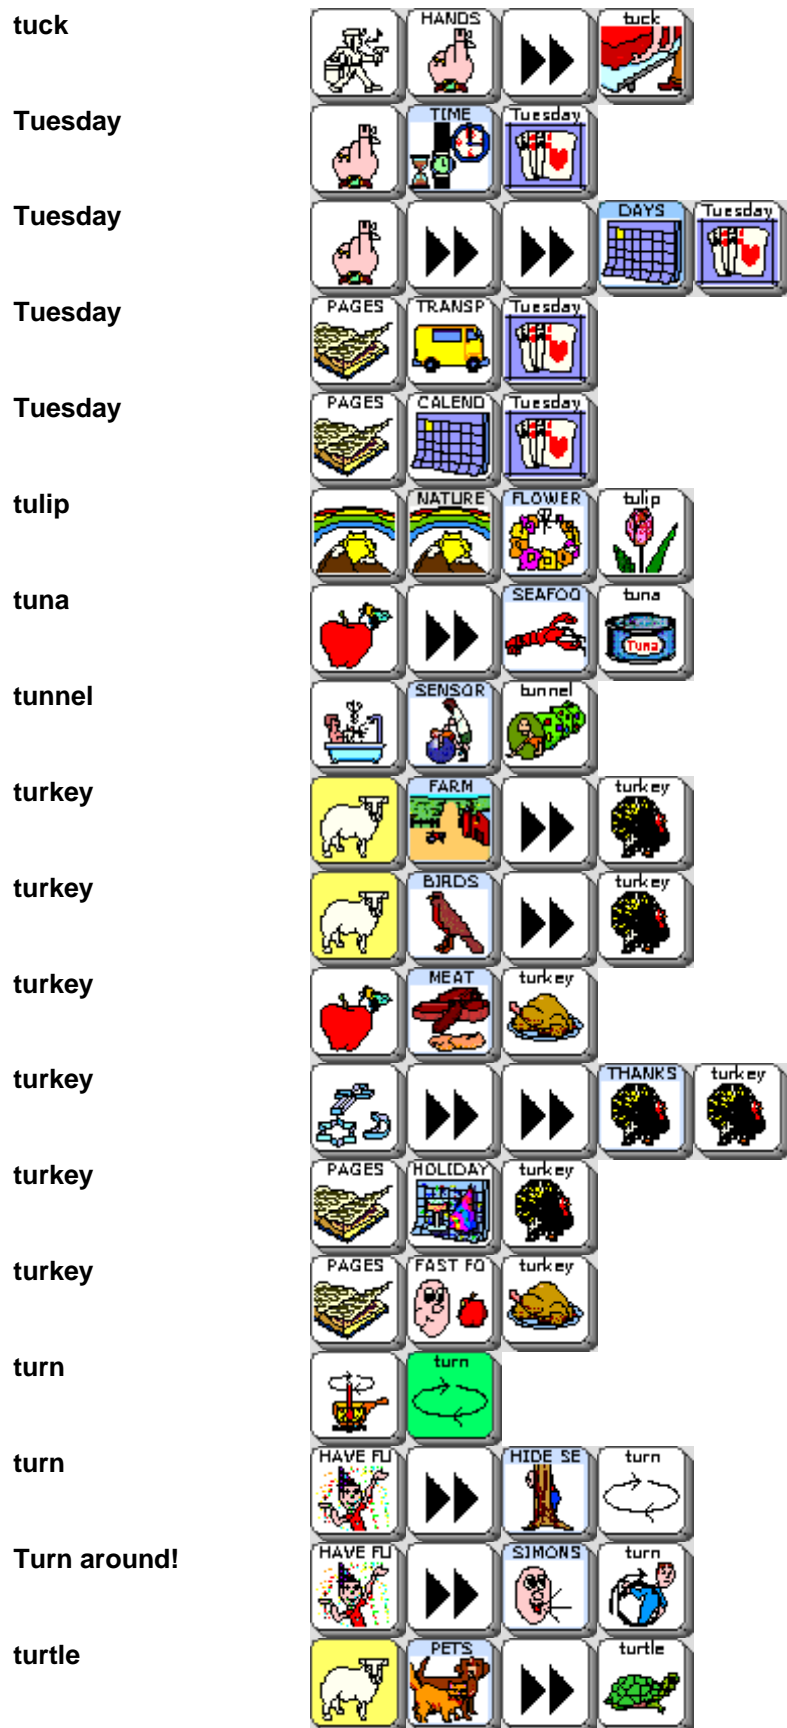 tuck HANDS tuck
Tuesday TIME Tuesday
Tuesday DAYS Tuesday
Tuesday PAGES TRANSP Tuesday
Tuesday PAGES CALEND Tuesday
tulip NATURE FLOWER tulip
tuna SEAFOO tuna Tuna
tunnel SENSOR tunnel
turkey FARM turkey
turkey BIRDS turkey
turkey MEAT turkey
turkey THANKS turkey
turkey PAGES HOLIDAY turkey
turkey PAGES FAST FO turkey
turn turn
turn HAVE FU HIDE SE turn
Turn around! HAVE FU SIMONS turn
turtle PETS turtle